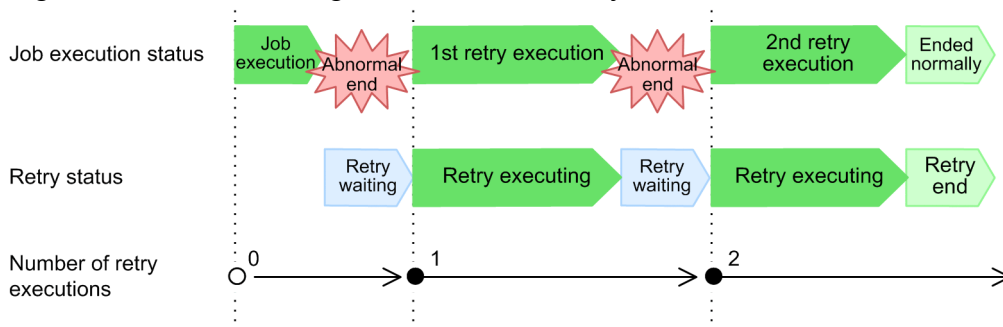 Job execution status
Job
execution
Abnormal
end
1st retry execution
Abnormal
end
2nd retry
execution
Ended
normally
Retry status
Retry
waiting
Retry executing
Retry
waiting
Retry executing
Retry
end
Number of retry
executions
0
1
2